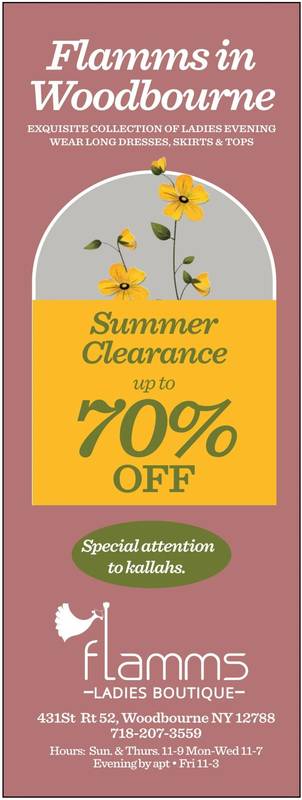 Flamms in
Woodbourne
EXQUISITE COLLECTION OF LADIES EVENING
WEAR LONG DRESSES, SKIRTS & TOPS
Summer
Clearance
up to
70%
OFF
Special attention
to kallahs.
flamms
LADIES BOUTIQUE
431St Rt 52, Woodbourne NY 12788
718-207-3559
Hours: Sun. & Thurs. 11-9 Mon-Wed 11-7
Evening by apt • Fri 11-3